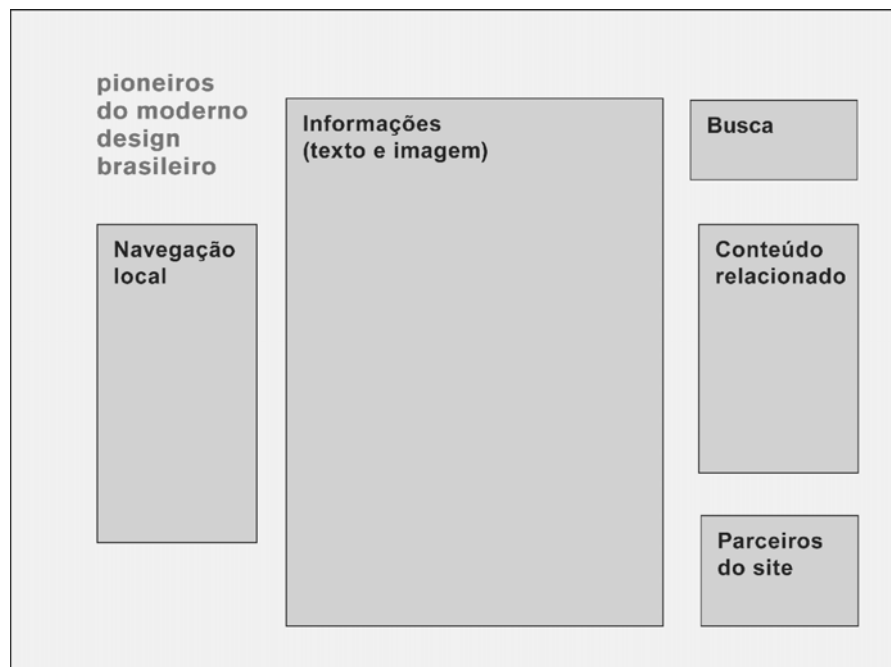 pioneiros
do moderno
design
brasileiro
Navegação
local
Informações
(texto e imagem)
Busca
Conteúdo
relacionado
Parceiros
do site